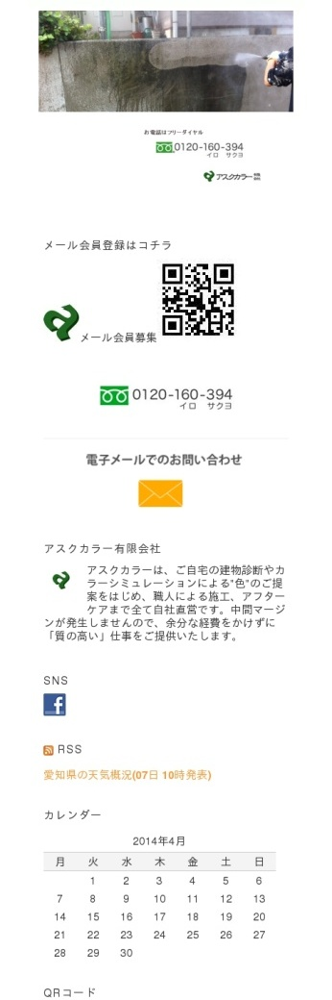 お電話はフリーダイヤル
0120-160-394
イロ サクヨ
アスクカラー有限会社
メール会員登録はコチラ
メール会員募集
0120-160-394
イロ サクヨ
電子メールでのお問い合わせ
アスクカラー有限会社
アスクカラーは、ご自宅の建物診断やカ
ラーシミュレーションによる"色"のご提
案をはじめ、職人による施工、アフター
ケアまで全て自社直営です。中間マージ
ンが発生しませんので、余分な経費をかけずに
「質の高い」仕事をご提供いたします。
SNS
RSS
愛知県の天気概況(07日 10時発表)
カレンダー
2014年4月
月 火 水 木 金 土 日
1 2 3 4 5 6
7 8 9 10 11 12 13
14 15 16 17 18 19 20
21 22 23 24 25 26 27
28 29 30
QRコード